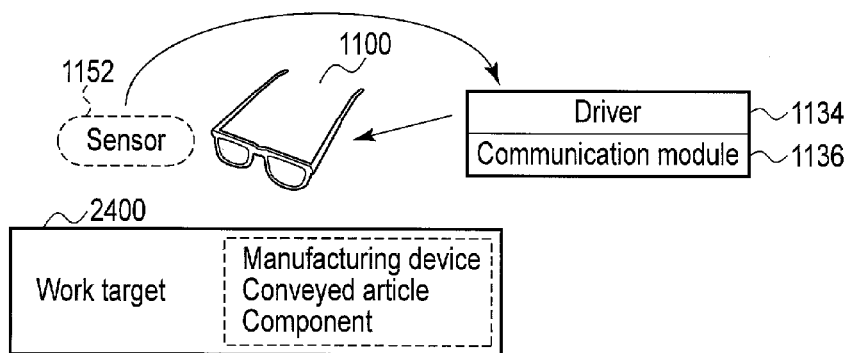 1100
1152
Sensor
Driver
1134
Communication module
1136
2400
Work target
Manufacturing device
Conveyed article
Component